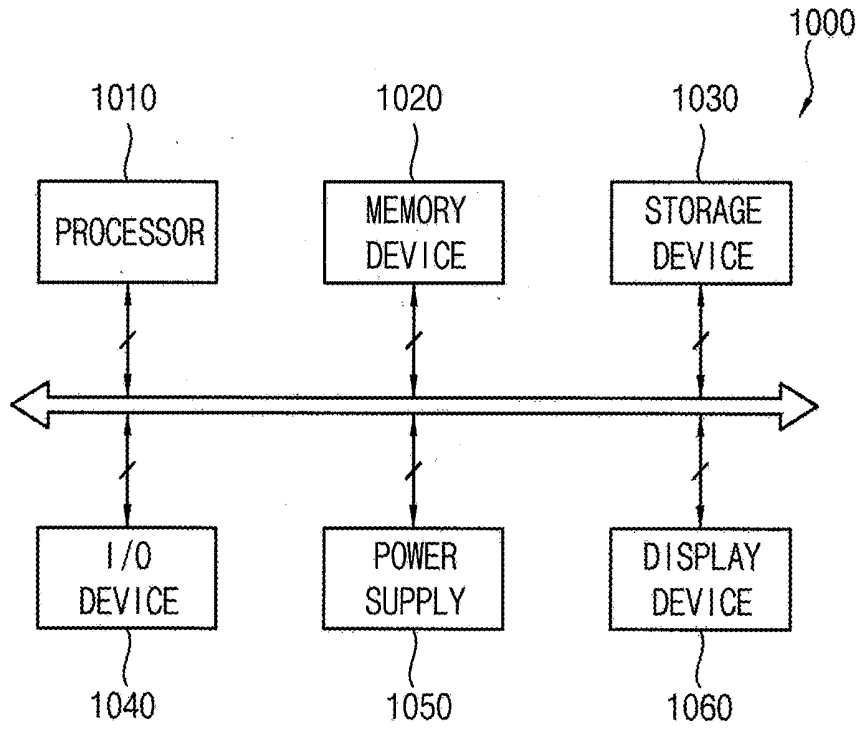 1000
1010
1020
1030
PROCESSOR
MEMORY
DEVICE
STORAGE
DEVICE
I/O
DEVICE
POWER
SUPPLY
DISPLAY
DEVICE
1040
1050
1060